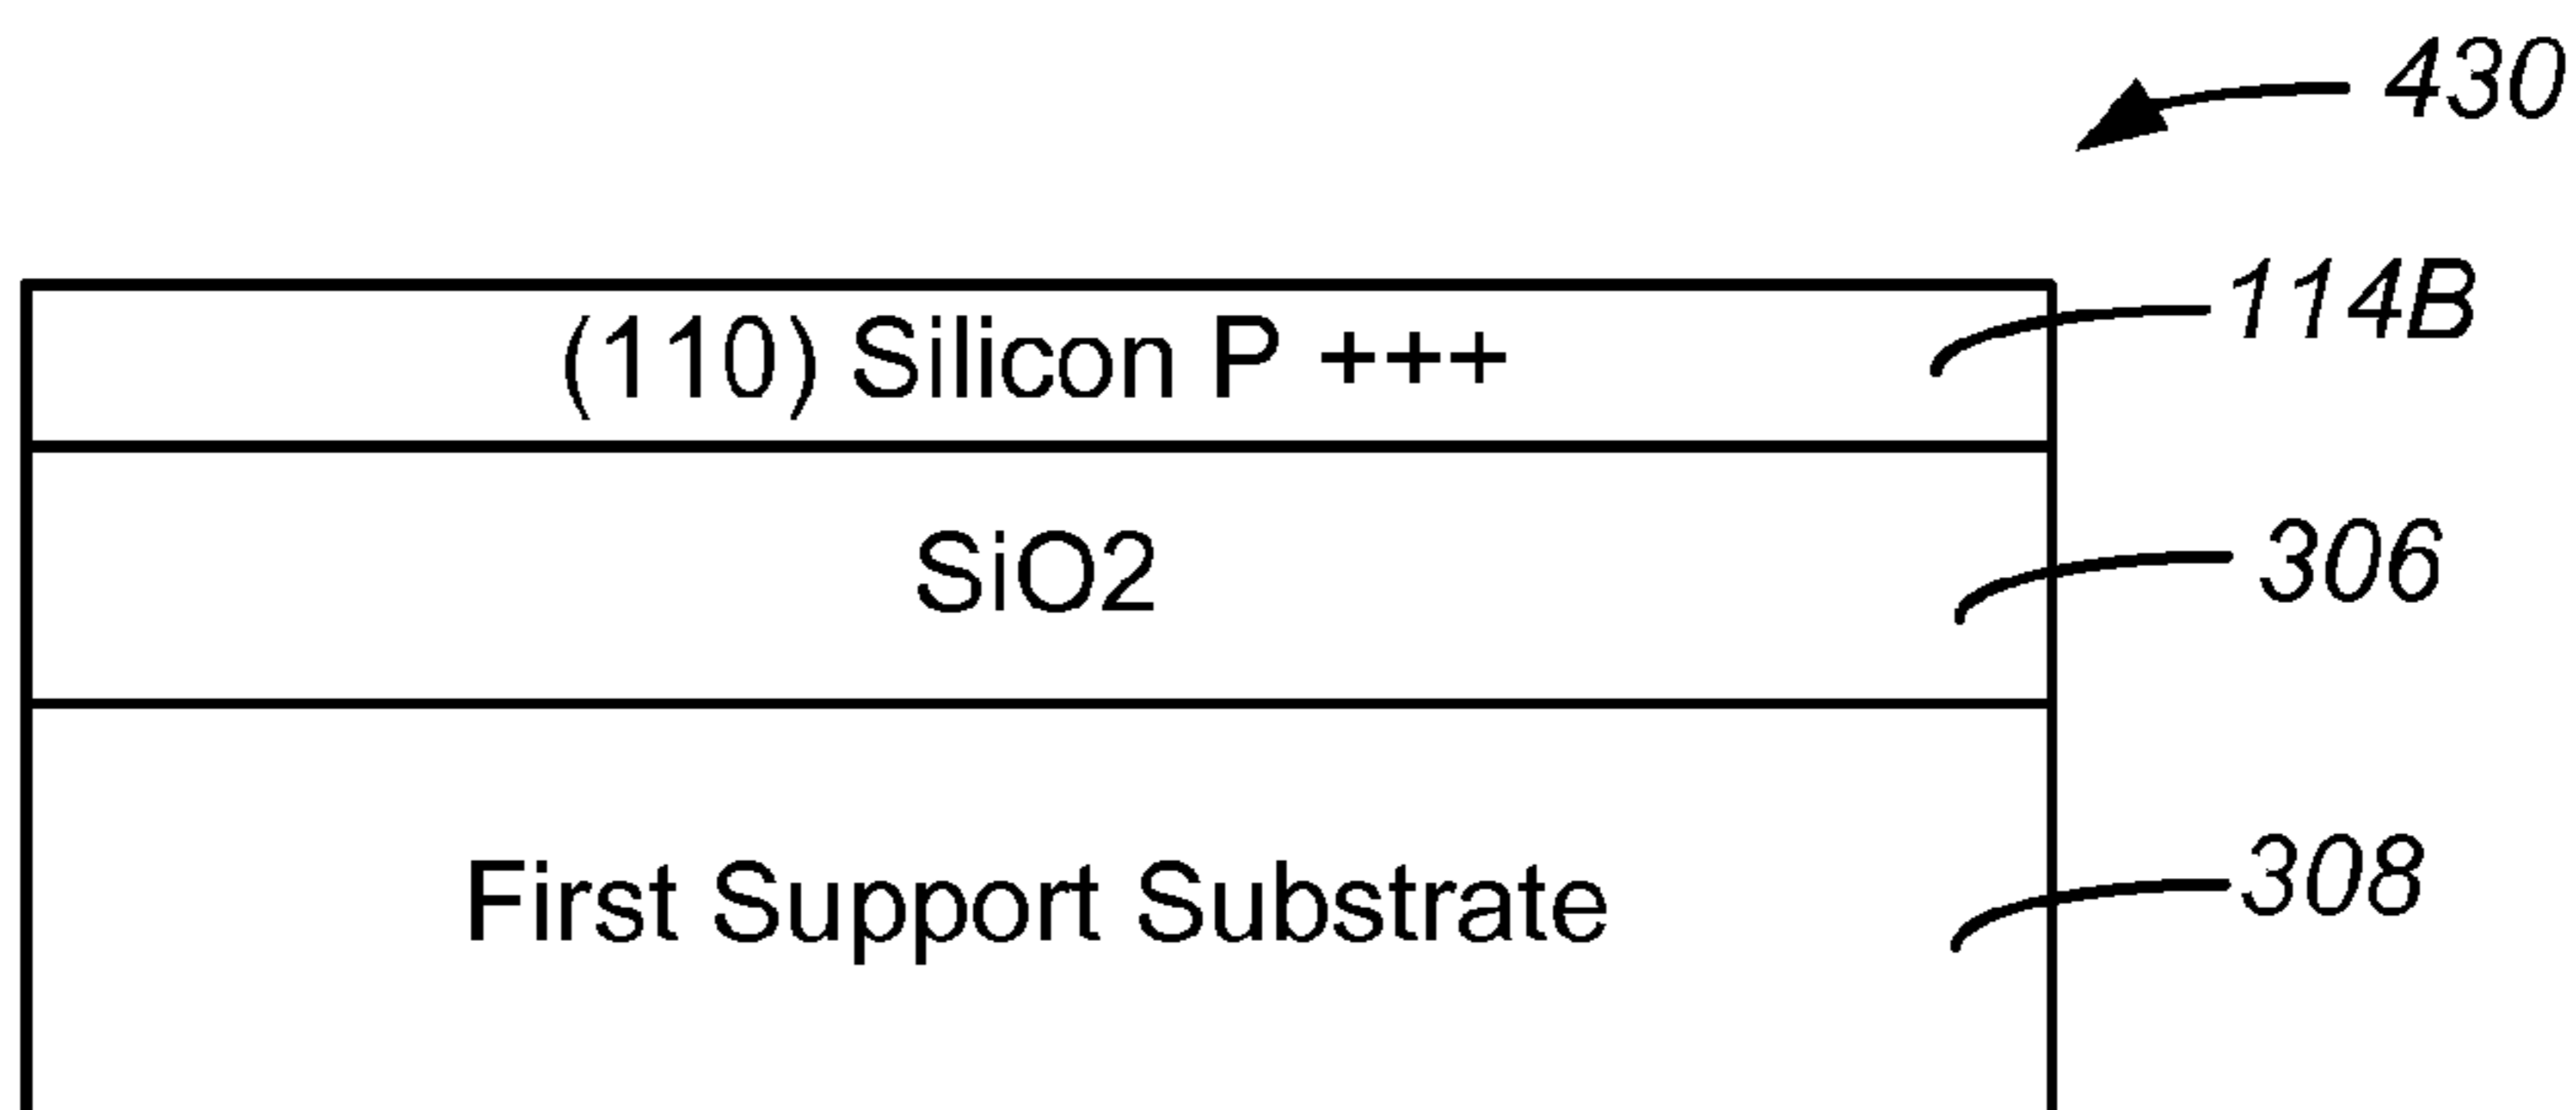 430
(110) Silicon P +++
114B
SiO2
306
First Support Substrate
308